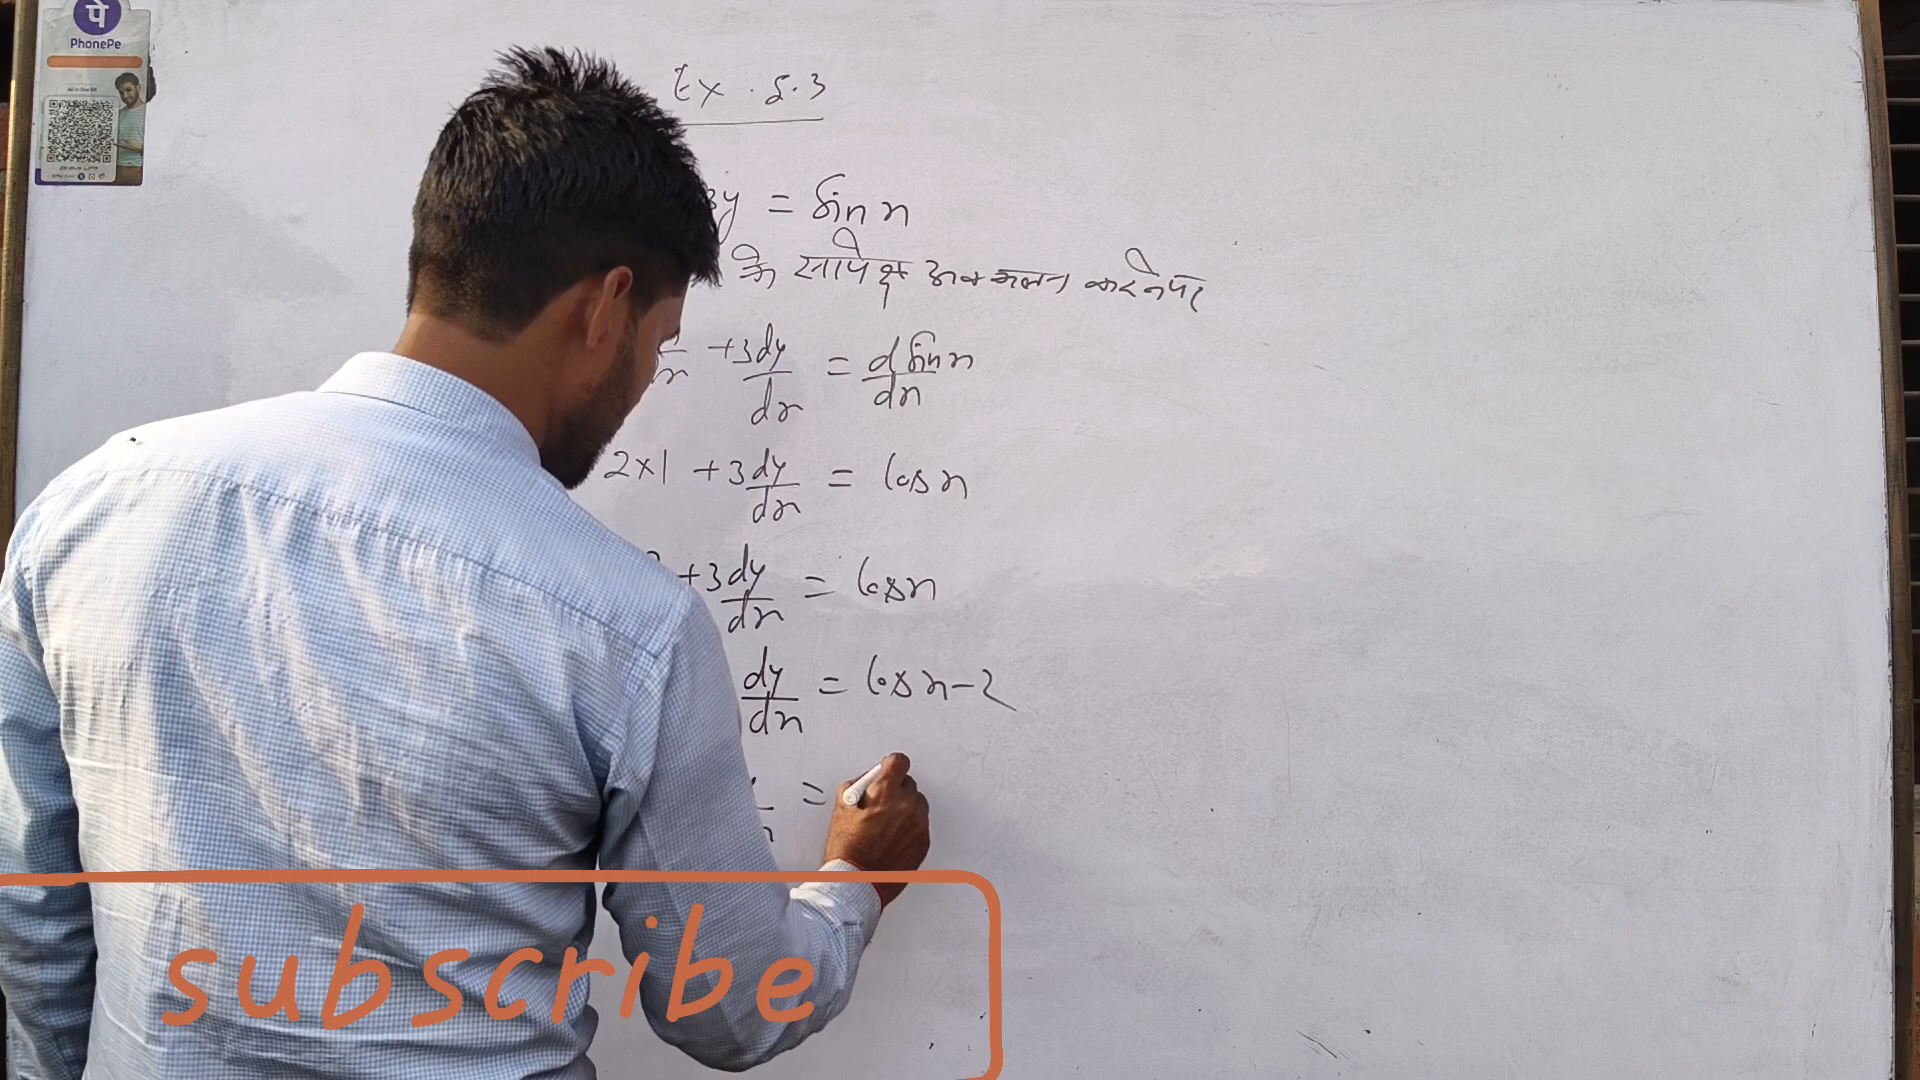 पे
PhonePe
Ex. 5.3
3y = sin x
के सापेक्ष अवकलन करने पर
+3dy/dx = d sin x/dx
2×1 + 3dy/dx = cos x
+3dy/dx = cos x
dy/dx = cos x - 2
=
subscribe